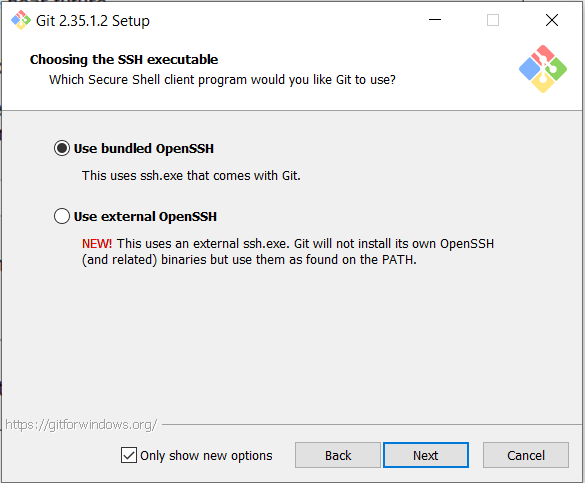 Git 2.35.1.2 Setup
Choosing the SSH executable
Which Secure Shell client program would you like Git to use?
Use bundled OpenSSH
This uses ssh.exe that comes with Git.
Use external OpenSSH
NEW! This uses an external ssh.exe. Git will not install its own OpenSSH
(and related) binaries but use them as found on the PATH.
https://gitforwindows.org/
Only show new options
Back
Next
Cancel